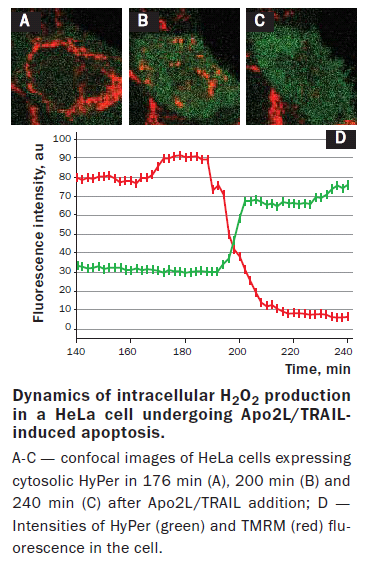 A B C
D
Fluorescence intensity, au
100
90
80
70
60
50
40
30
20
10
0
140 160 180 200 220 240
Time, min
Dynamics of intracellular H₂O₂ production
in a HeLa cell undergoing Apo2L/TRAIL-
induced apoptosis.
A-C — confocal images of HeLa cells expressing
cytosolic HyPer in 176 min (A), 200 min (B) and
240 min (C) after Apo2L/TRAIL addition; D —
Intensities of HyPer (green) and TMRM (red) flu-
orescence in the cell.